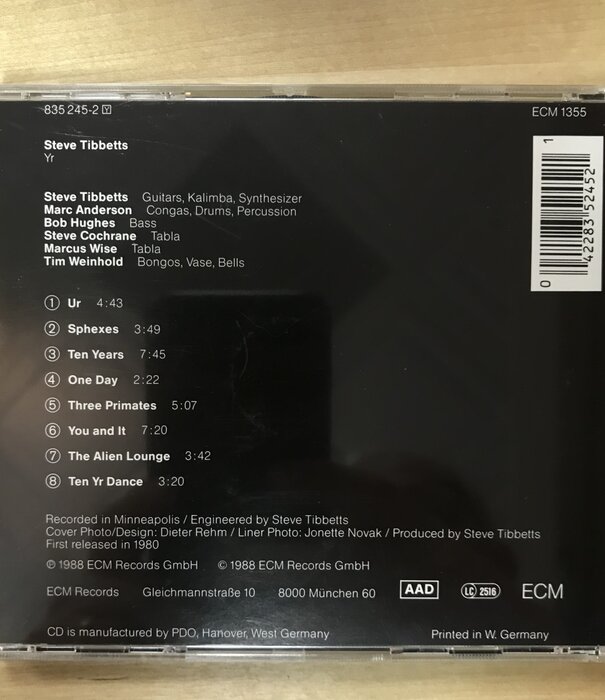 835 245-2 Y
ECM 1355
Steve Tibbetts
Yr
Steve Tibbetts Guitars, Kalimba, Synthesizer
Marc Anderson Congas, Drums, Percussion
Bob Hughes Bass
Steve Cochrane Tabla
Marcus Wise Tabla
Tim Weinhold Bongos, Vase, Bells
1 Ur 4:43
2 Sphexes 3:49
3 Ten Years 7:45
4 One Day 2:22
5 Three Primates 5:07
6 You and It 7:20
7 The Alien Lounge 3:42
8 Ten Yr Dance 3:20
Recorded in Minneapolis / Engineered by Steve Tibbetts
Cover Photo/Design: Dieter Rehm / Liner Photo: Jonette Novak / Produced by Steve Tibbetts
First released in 1980
℗ 1988 ECM Records GmbH © 1988 ECM Records GmbH
ECM Records Gleichmannstraße 10 8000 München 60 AAD LC 2516 ECM
CD is manufactured by PDO, Hanover, West Germany Printed in W. Germany
0 42283 52452 1